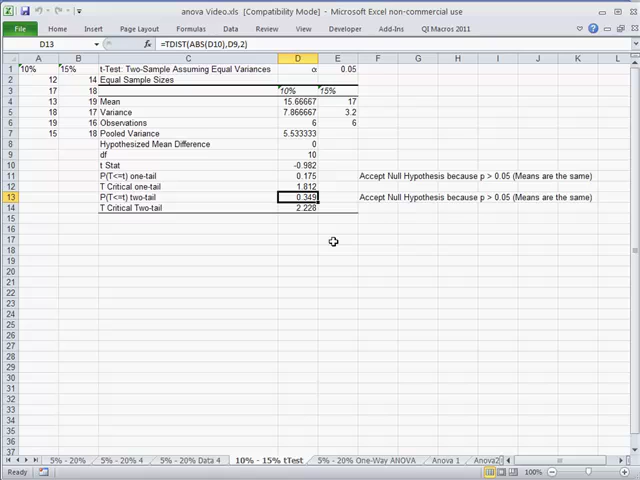 anova Video.xls [Compatibility Mode] - Microsoft Excel non-commercial use
File Home Insert Page Layout Formulas Data Review View Developer Add-Ins QI Macros 2011
D13 fx =TDIST(ABS(D10),D9,2)
A B C D E F G H I J K L
1 10% 15% t-Test: Two-Sample Assuming Equal Variances α 0.05
2 12 14 Equal Sample Sizes
3 17 18 10% 15%
4 13 19 Mean 15.66667 17
5 18 17 Variance 7.866667 3.2
6 19 16 Observations 6 6
7 15 18 Pooled Variance 5.533333
8 Hypothesized Mean Difference 0
9 df 10
10 t Stat -0.982
11 P(T<=t) one-tail 0.175 Accept Null Hypothesis because p > 0.05 (Means are the same)
12 T Critical one-tail 1.812
13 P(T<=t) two-tail 0.349 Accept Null Hypothesis because p > 0.05 (Means are the same)
14 T Critical Two-tail 2.228
15
16
17
18
19
20
21
22
23
24
25
26
27
28
29
30
31
32
33
34
35
36
37
5% - 20% 5% - 20% 4 5% - 20% Data 4 10% - 15% tTest 5% - 20% One-Way ANOVA Anova 1 Anova2
Ready 100%